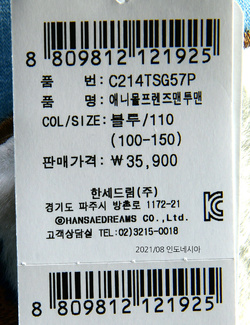 8 809812 121925
품 번: C214TSG57P
품 명: 애니멀프렌즈맨투맨
COL/SIZE: 블루/110
(100-150)
판매가격: ₩35,900
한세드림(주)
경기도 파주시 방촌로 1172-21
©HANSAEDREAMS CO.,Ltd.
고객상담실 TEL:02)3215-0018
2021/08 인도네시아
8 809812 121925